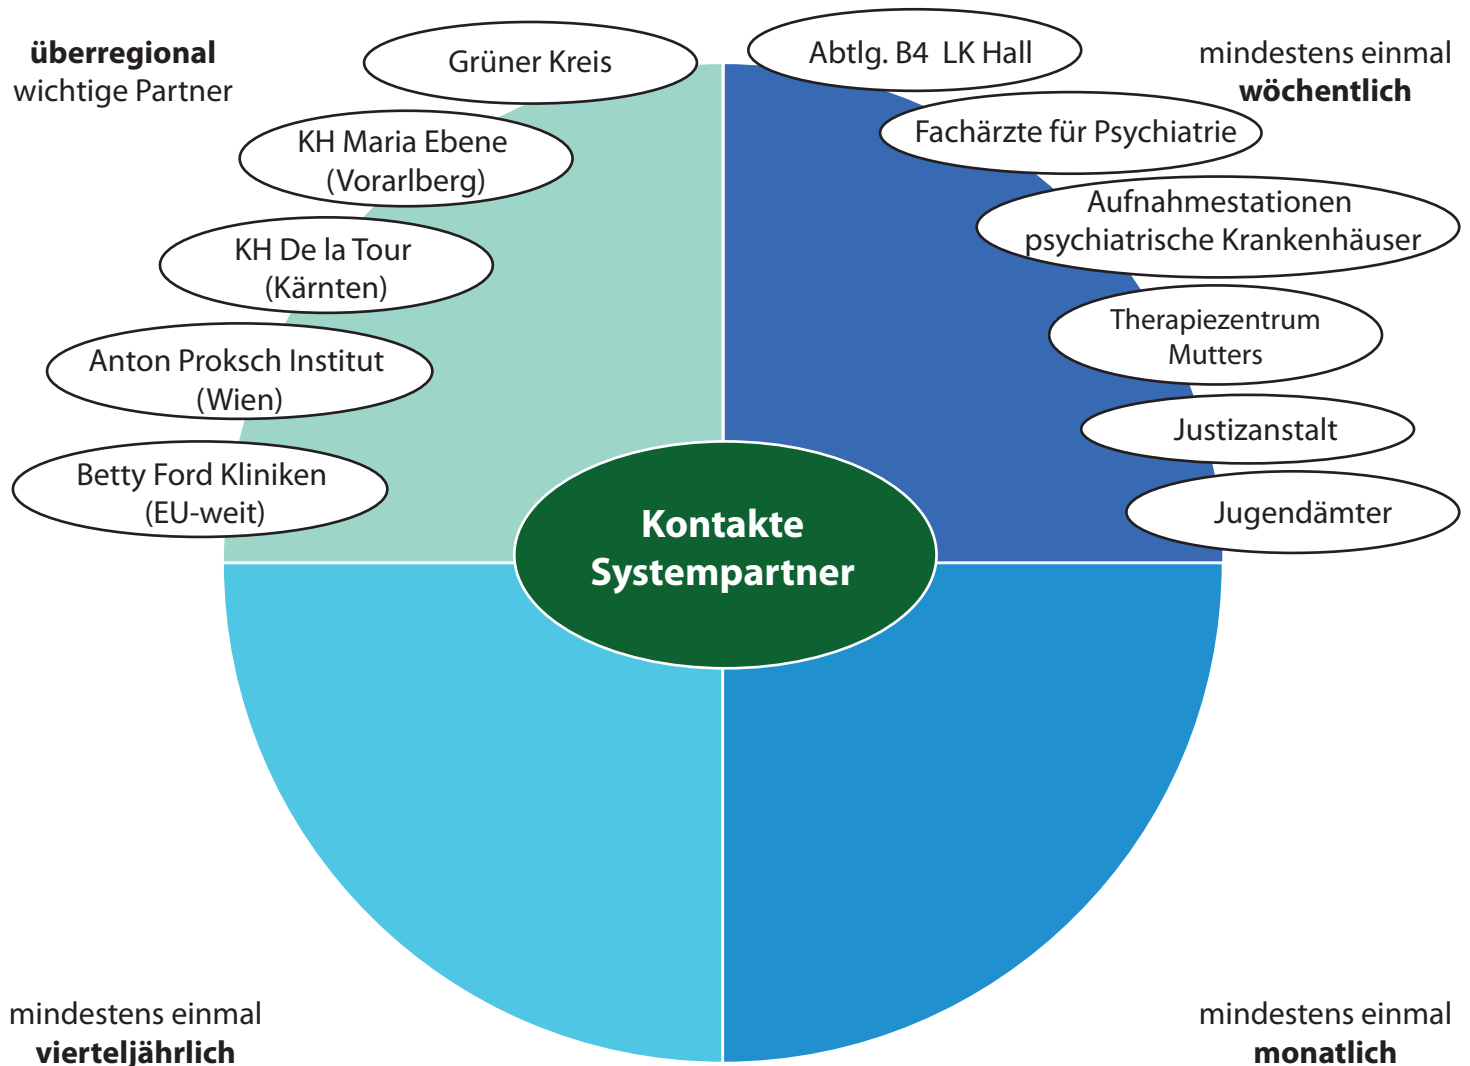 überregional
wichtige Partner
Grüner Kreis
KH Maria Ebene
(Vorarlberg)
KH De la Tour
(Kärnten)
Anton Proksch Institut
(Wien)
Betty Ford Kliniken
(EU-weit)
mindestens einmal
wöchentlich
Abtlg. B4 LK Hall
Fachärzte für Psychiatrie
Aufnahmestationen
psychiatrische Krankenhäuser
Therapiezentrum
Mutters
Justizanstalt
Jugendämter
Kontakte
Systempartner
mindestens einmal
vierteljährlich
mindestens einmal
monatlich